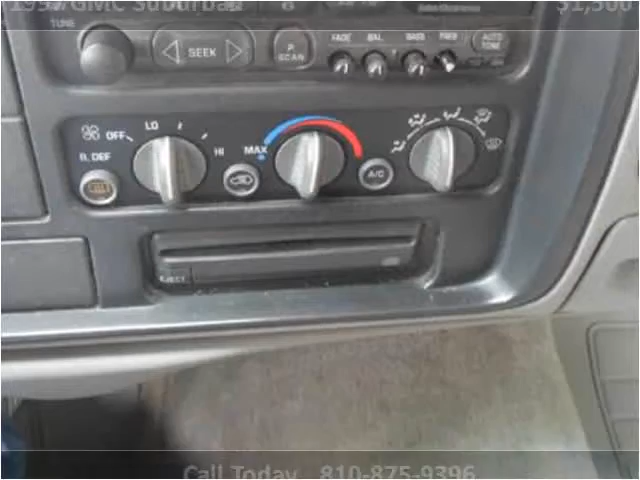 GMC Suburban $1,500
TUNE
SEEK
P. SCAN
FADE BAL BASS TREB
AUTO TONE
OFF LO HI
R. DEF
MAX
A/C
EJECT
Call Today 810-875-9396